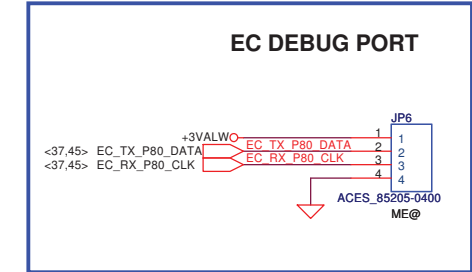 EC DEBUG PORT
JP6
+3VALW
1 1
<37,45> EC_TX_P80_DATA EC_TX_P80_DATA 2 2
<37,45> EC_RX_P80_CLK EC_RX_P80_CLK 3 3
4 4
ACES_85205-0400
ME@